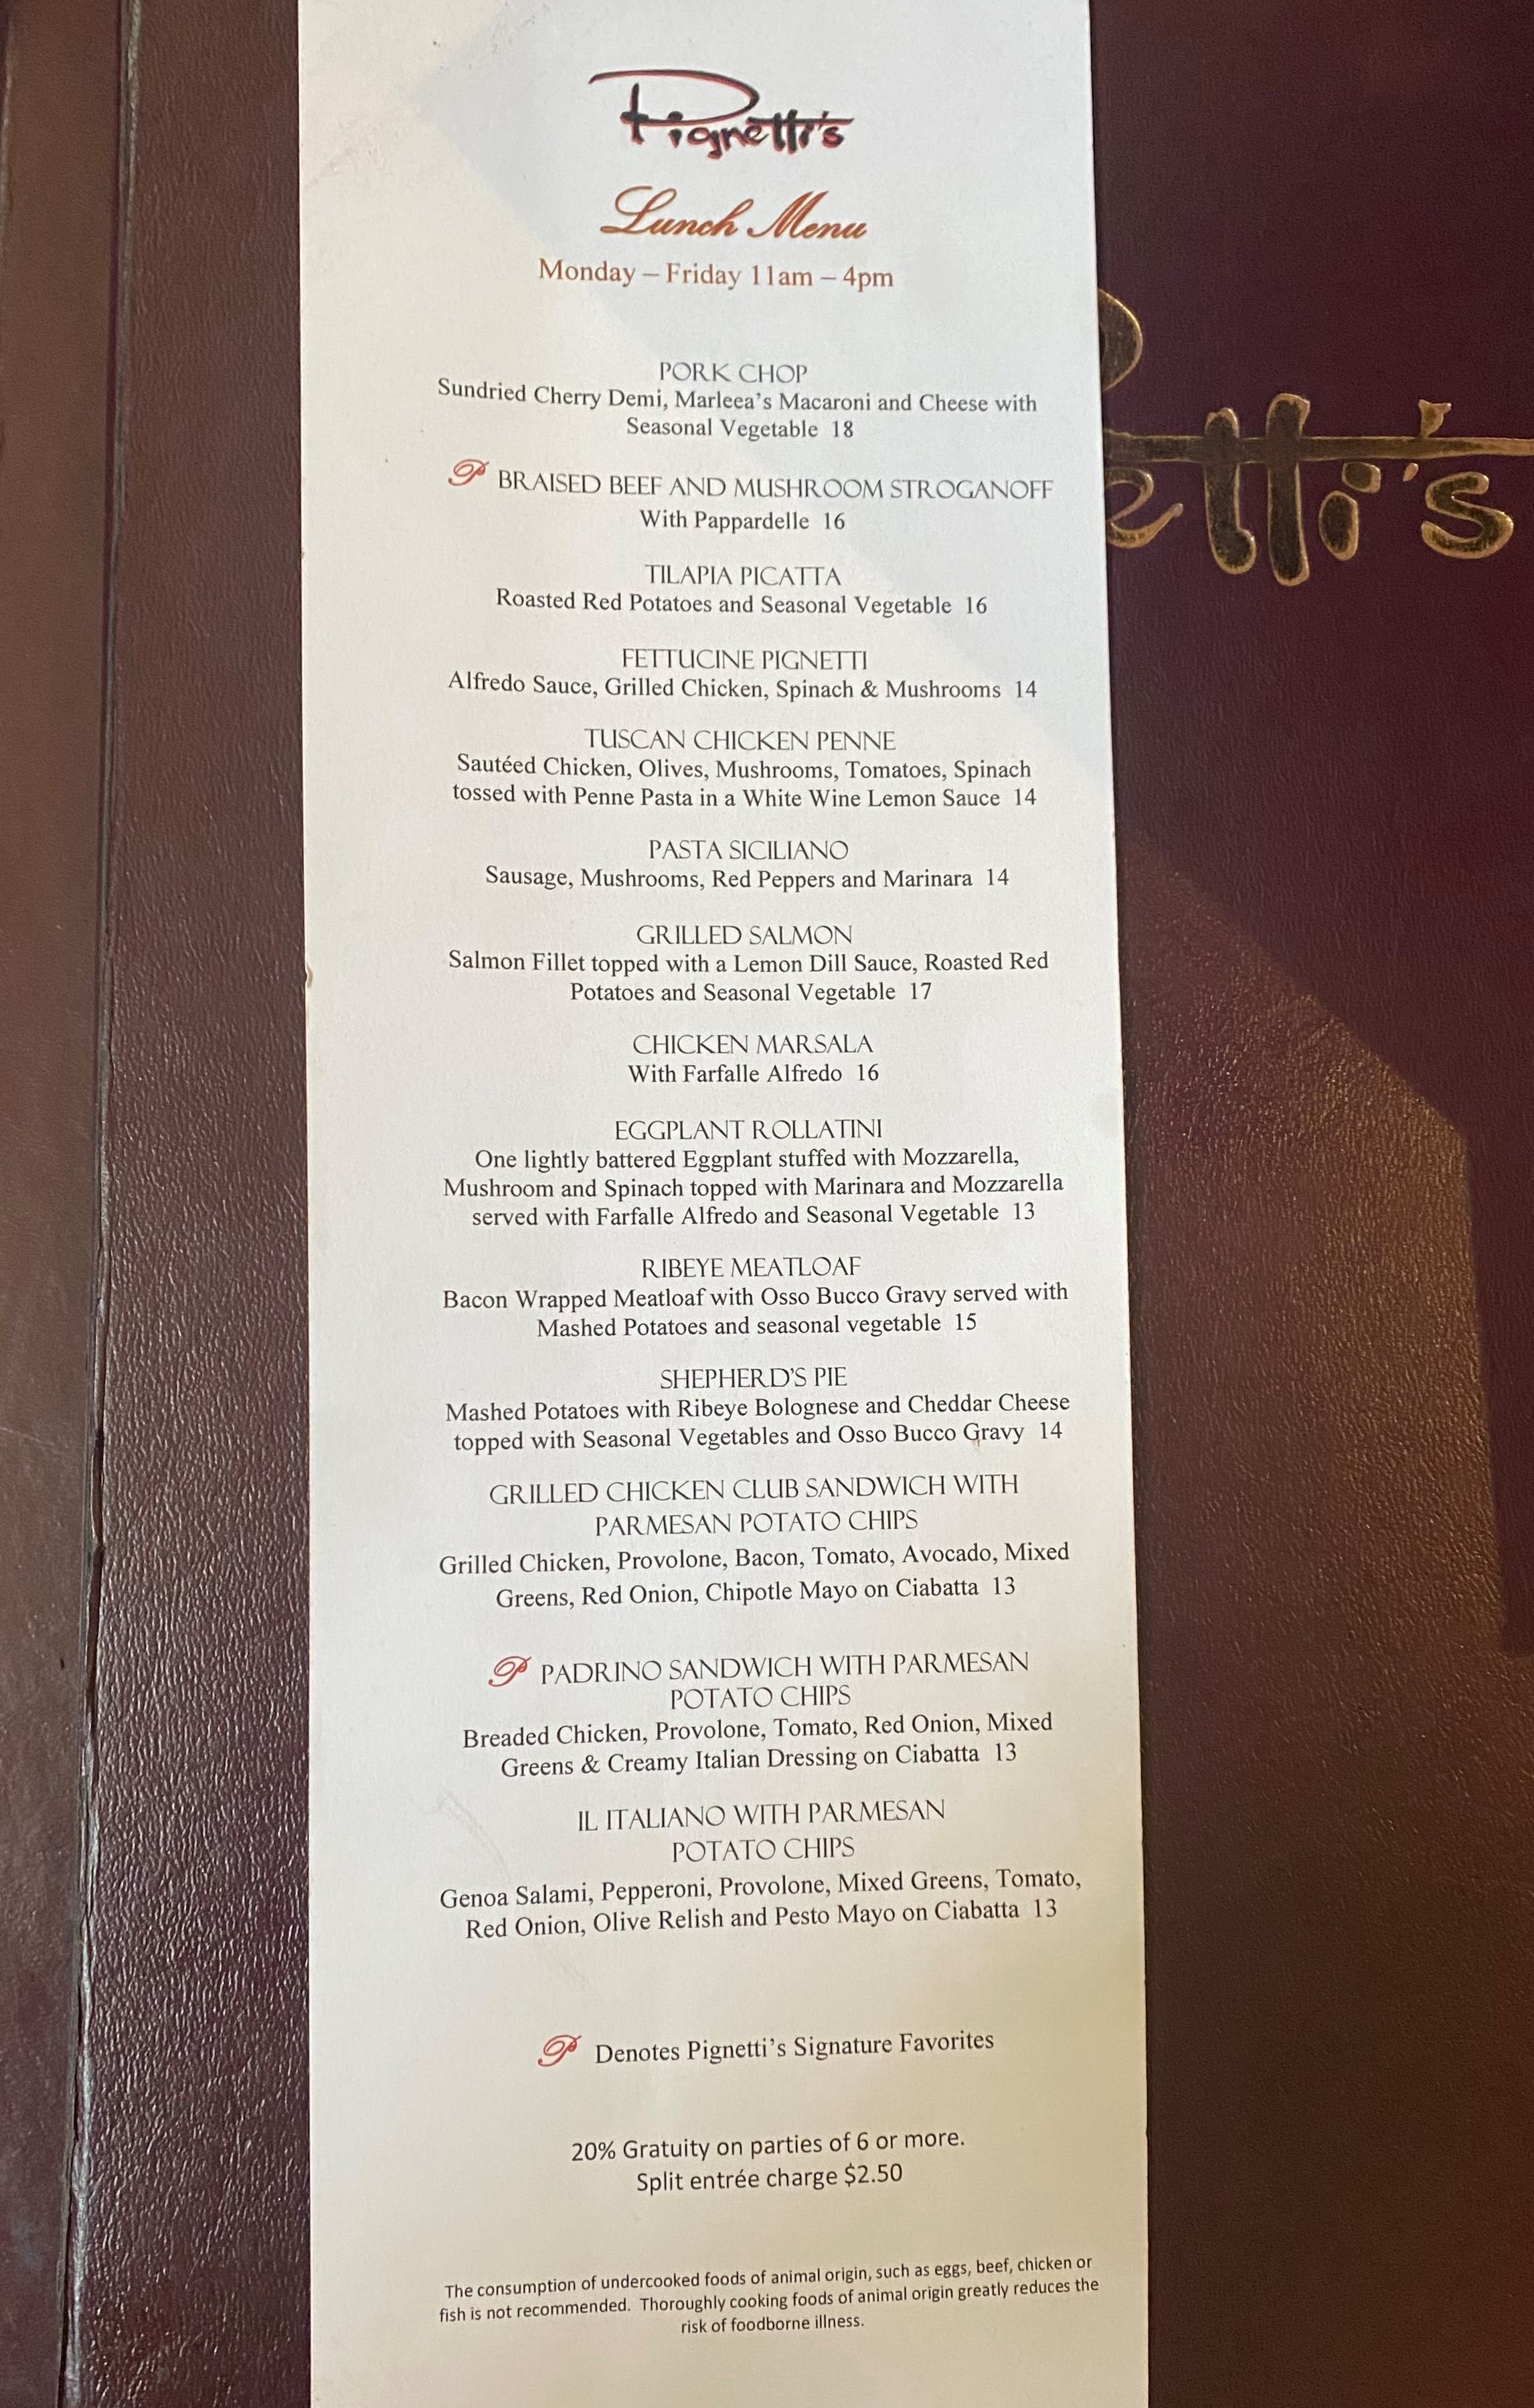 Pignetti's
Lunch Menu
Monday – Friday 11am – 4pm
PORK CHOP
Sundried Cherry Demi, Marleea's Macaroni and Cheese with
Seasonal Vegetable 18
P BRAISED BEEF AND MUSHROOM STROGANOFF
With Pappardelle 16
TILAPIA PICATTA
Roasted Red Potatoes and Seasonal Vegetable 16
FETTUCINE PIGNETTI
Alfredo Sauce, Grilled Chicken, Spinach & Mushrooms 14
TUSCAN CHICKEN PENNE
Sautéed Chicken, Olives, Mushrooms, Tomatoes, Spinach
tossed with Penne Pasta in a White Wine Lemon Sauce 14
PASTA SICILIANO
Sausage, Mushrooms, Red Peppers and Marinara 14
GRILLED SALMON
Salmon Fillet topped with a Lemon Dill Sauce, Roasted Red
Potatoes and Seasonal Vegetable 17
CHICKEN MARSALA
With Farfalle Alfredo 16
EGGPLANT ROLLATINI
One lightly battered Eggplant stuffed with Mozzarella,
Mushroom and Spinach topped with Marinara and Mozzarella
served with Farfalle Alfredo and Seasonal Vegetable 13
RIBEYE MEATLOAF
Bacon Wrapped Meatloaf with Osso Bucco Gravy served with
Mashed Potatoes and seasonal vegetable 15
SHEPHERD'S PIE
Mashed Potatoes with Ribeye Bolognese and Cheddar Cheese
topped with Seasonal Vegetables and Osso Bucco Gravy 14
GRILLED CHICKEN CLUB SANDWICH WITH
PARMESAN POTATO CHIPS
Grilled Chicken, Provolone, Bacon, Tomato, Avocado, Mixed
Greens, Red Onion, Chipotle Mayo on Ciabatta 13
P PADRINO SANDWICH WITH PARMESAN
POTATO CHIPS
Breaded Chicken, Provolone, Tomato, Red Onion, Mixed
Greens & Creamy Italian Dressing on Ciabatta 13
IL ITALIANO WITH PARMESAN
POTATO CHIPS
Genoa Salami, Pepperoni, Provolone, Mixed Greens, Tomato,
Red Onion, Olive Relish and Pesto Mayo on Ciabatta 13
P Denotes Pignetti's Signature Favorites
20% Gratuity on parties of 6 or more.
Split entrée charge $2.50
The consumption of undercooked foods of animal origin, such as eggs, beef, chicken or
fish is not recommended. Thoroughly cooking foods of animal origin greatly reduces the
risk of foodborne illness.
etti's